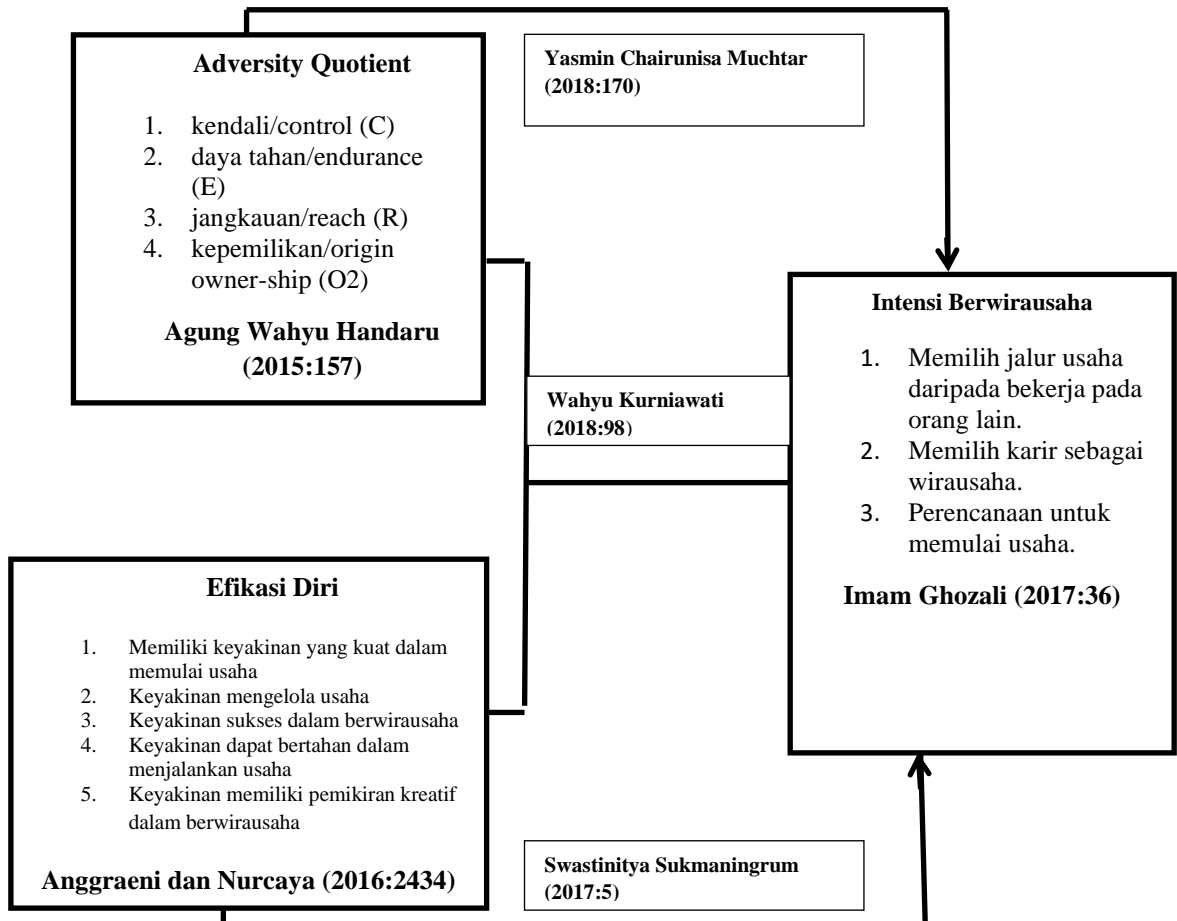 Adversity Quotient
1. kendali/control (C)
2. daya tahan/endurance
(E)
3. jangkauan/reach (R)
4. kepemilikan/origin
owner-ship (O2)
Agung Wahyu Handaru
(2015:157)
Yasmin Chairunisa Muchtar
(2018:170)
Wahyu Kurniawati
(2018:98)
Intensi Berwirausaha
1. Memilih jalur usaha
daripada bekerja pada
orang lain.
2. Memilih karir sebagai
wirausaha.
3. Perencanaan untuk
memulai usaha.
Imam Ghozali (2017:36)
Efikasi Diri
1. Memiliki keyakinan yang kuat dalam
memulai usaha
2. Keyakinan mengelola usaha
3. Keyakinan sukses dalam berwirausaha
4. Keyakinan dapat bertahan dalam
menjalankan usaha
5. Keyakinan memiliki pemikiran kreatif
dalam berwirausaha
Anggraeni dan Nurcaya (2016:2434)
Swastinitya Sukmaningrum
(2017:5)